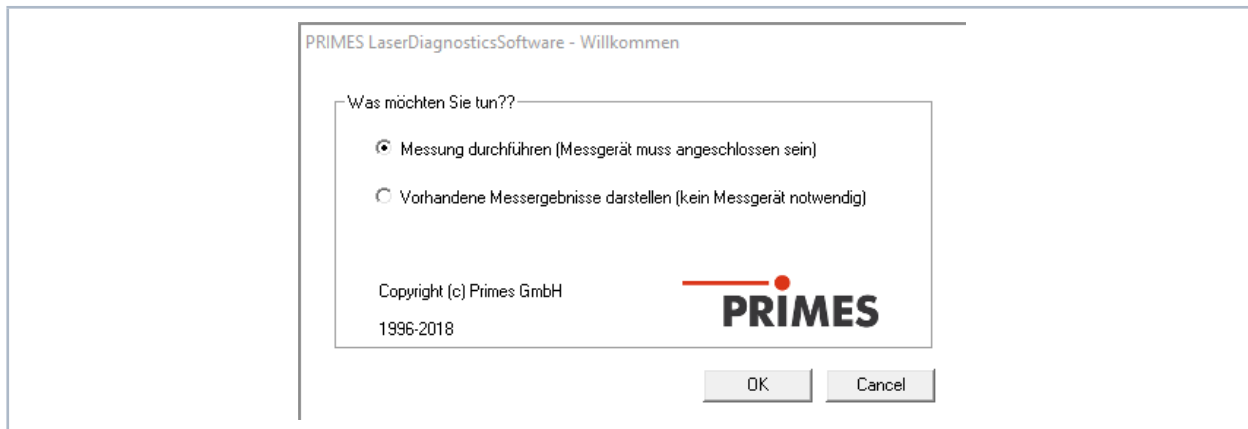 PRIMES LaserDiagnosticsSoftware - Willkommen
Was möchten Sie tun??
Messung durchführen (Messgerät muss angeschlossen sein)
Vorhandene Messergebnisse darstellen (kein Messgerät notwendig)
Copyright (c) Primes GmbH
1996-2018
PRIMES
OK
Cancel